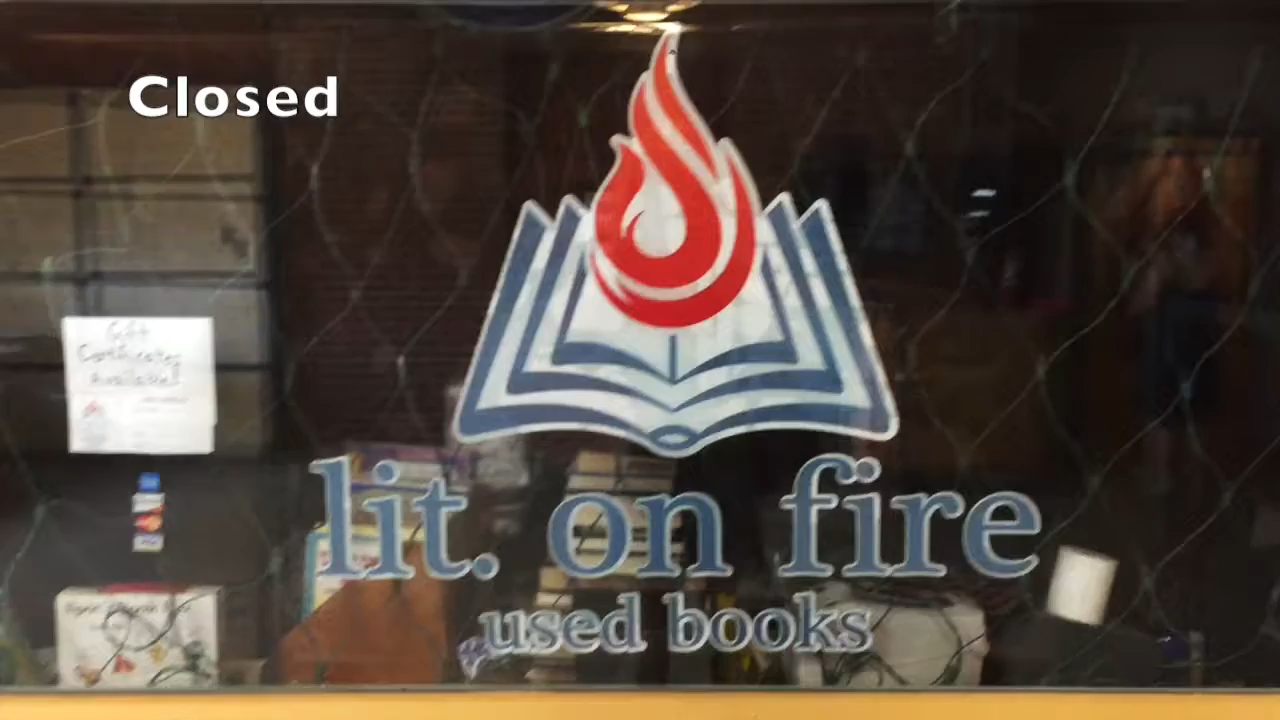 Closed
Gift
Certificates
Available!
lit. on fire
used books